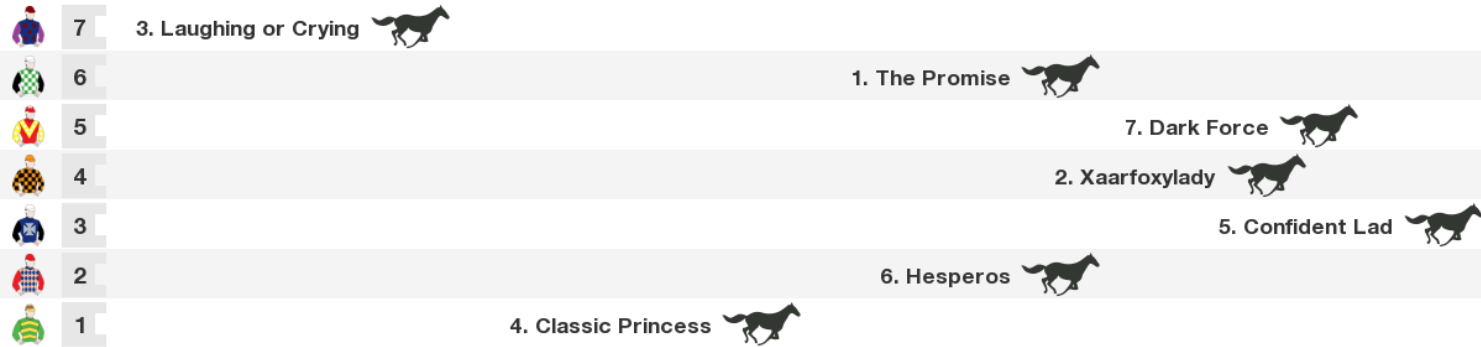 7 3. Laughing or Crying
6 1. The Promise
5 7. Dark Force
4 2. Xaarfoxylady
3 5. Confident Lad
2 6. Hesperos
1 4. Classic Princess